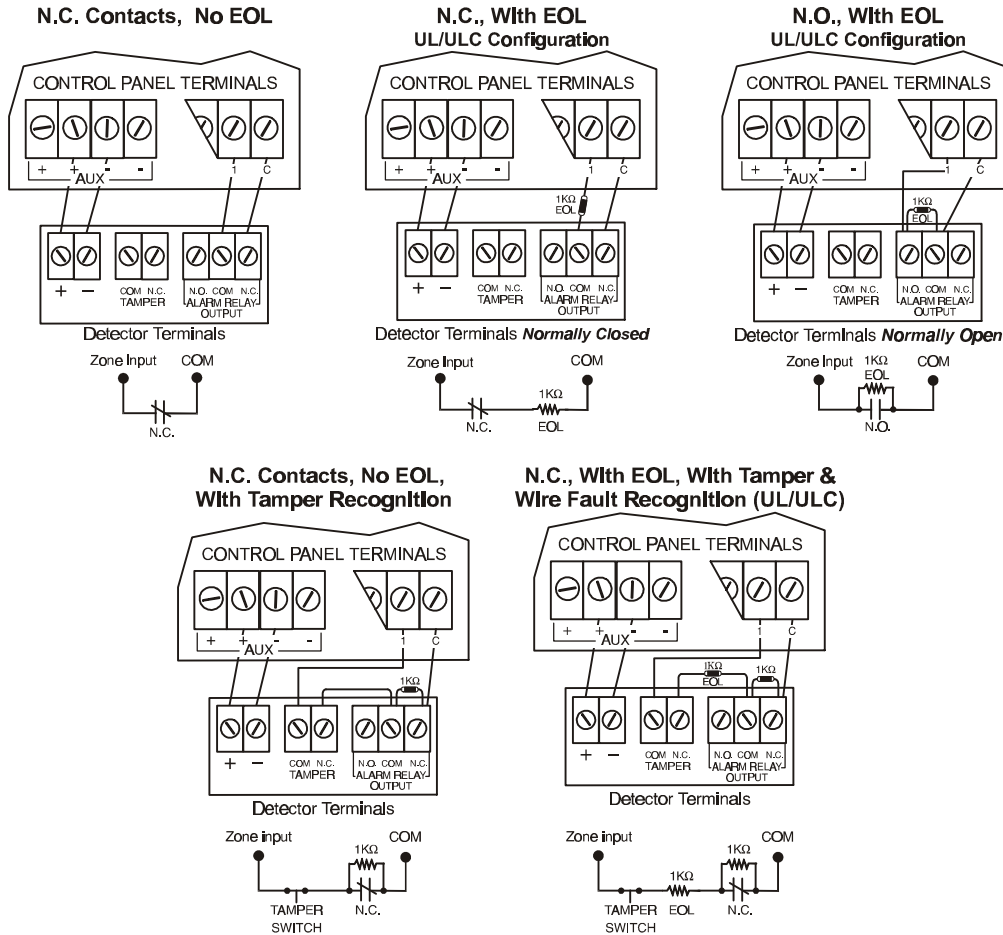 N.C. Contacts, No EOL
CONTROL PANEL TERMINALS
+ + - -
AUX
1 C
+ −
COM N.C.
TAMPER
N.O. COM N.C.
ALARM RELAY
OUTPUT
Detector Terminals
Zone Input COM
N.C.
N.C., With EOL
UL/ULC Configuration
CONTROL PANEL TERMINALS
+ + - -
AUX
1 C
1KΩ
EOL
+ −
COM N.C.
TAMPER
N.O. COM N.C.
ALARM RELAY
OUTPUT
Detector Terminals Normally Closed
Zone Input COM
1KΩ
N.C. EOL
N.O., With EOL
UL/ULC Configuration
CONTROL PANEL TERMINALS
+ + - -
AUX
1 C
1KΩ
EOL
+ −
COM N.C.
TAMPER
N.O. COM N.C.
ALARM RELAY
OUTPUT
Detector Terminals Normally Open
Zone Input COM
1KΩ
EOL
N.O.
N.C. Contacts, No EOL,
With Tamper Recognition
CONTROL PANEL TERMINALS
+ + - -
AUX
1 C
1KΩ
+ −
COM N.C.
TAMPER
N.O. COM N.C.
ALARM RELAY
OUTPUT
Detector Terminals
Zone input COM
1KΩ
TAMPER
SWITCH
N.C.
N.C., With EOL, With Tamper &
Wire Fault Recognition (UL/ULC)
CONTROL PANEL TERMINALS
+ + - -
AUX
1 C
1KΩ
EOL
1KΩ
+ −
COM N.C.
TAMPER
N.O. COM N.C.
ALARM RELAY
OUTPUT
Detector Terminals
Zone input COM
1KΩ
1KΩ
TAMPER
SWITCH
EOL
N.C.